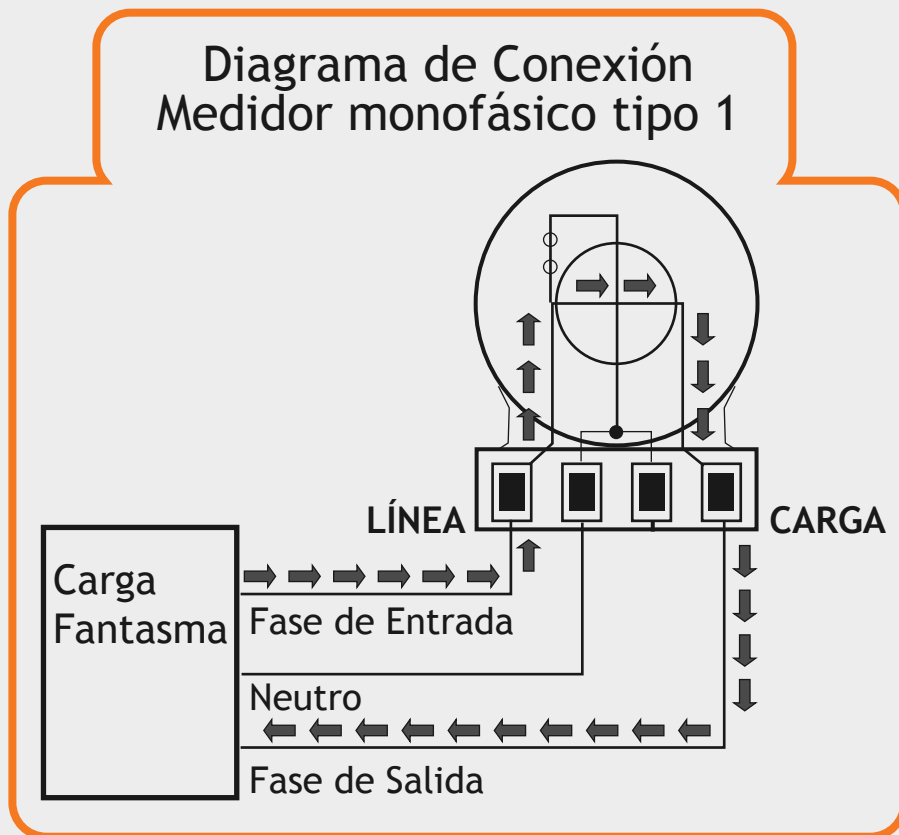 Diagrama de Conexión
Medidor monofásico tipo 1
LÍNEA
CARGA
Carga
Fantasma
Fase de Entrada
Neutro
Fase de Salida